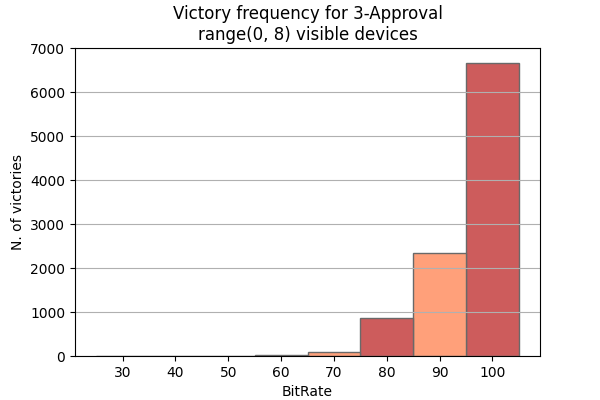 Victory frequency for 3-Approval
range(0, 8) visible devices
7000
6000
5000
4000
3000
2000
1000
0
N. of victories
30 40 50 60 70 80 90 100
BitRate